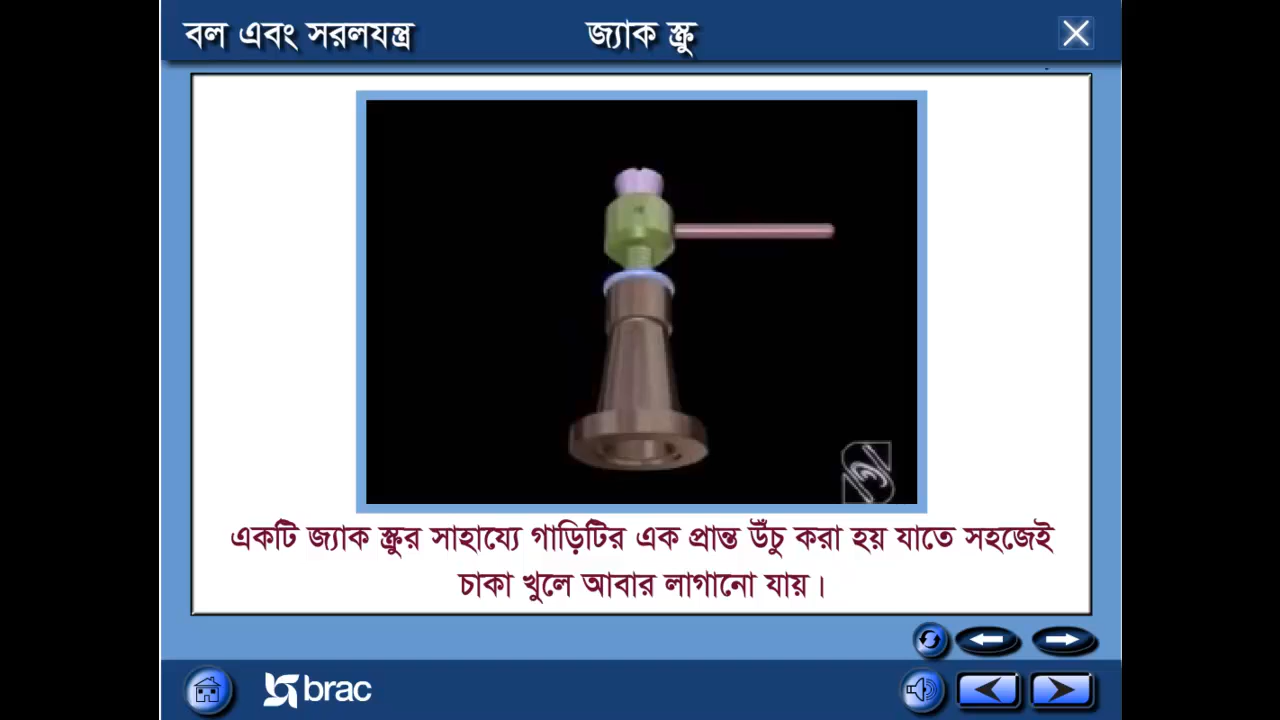 বল এবং সরলযন্ত্র
জ্যাক স্ক্রু
একটি জ্যাক স্ক্রুর সাহায্যে গাড়িটির এক প্রান্ত উঁচু করা হয় যাতে সহজেই
চাকা খুলে আবার লাগানো যায়।
brac